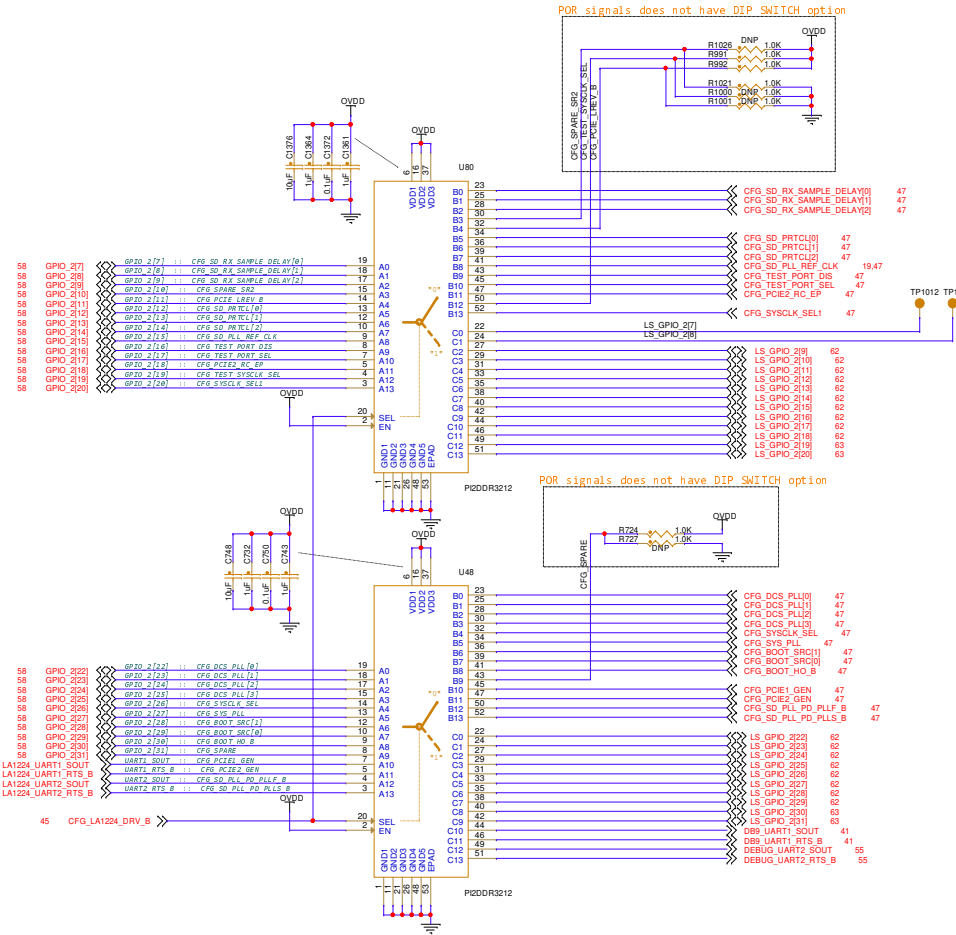 POR signals does not have DIP SWITCH option
OVDD
R1026 DNP 1.0K
R991 1.0K
R992 1.0K
R1021 1.0K
R1000 DNP 1.0K
R1001 DNP 1.0K
CFG_SPARE_SR2
CFG_TEST_SYSCLK_SEL
CFG_PCIE_LREV_B
OVDD
C1376 10uF
C1364 1uF
C1372 0.1uF
C1361 1uF
OVDD
U80
6 16 37
VDD1 VDD2 VDD3
B0 23 CFG_SD_RX_SAMPLE_DELAY[0] 47
B1 25 CFG_SD_RX_SAMPLE_DELAY[1] 47
B2 28 CFG_SD_RX_SAMPLE_DELAY[2] 47
B3 30
B4 32
B5 34 CFG_SD_PRTCL[0] 47
B6 36 CFG_SD_PRTCL[1] 47
B7 39 CFG_SD_PRTCL[2] 47
B8 41 CFG_SD_PLL_REF_CLK 19,47
B9 43 CFG_TEST_PORT_DIS 47
B10 45 CFG_TEST_PORT_SEL 47
B11 47 CFG_PCIE2_RC_EP 47
B12 50
B13 52 CFG_SYSCLK_SEL1 47
58 GPIO_2[7] GPIO_2[7] :: CFG_SD_RX_SAMPLE_DELAY[0] 19 A0
58 GPIO_2[8] GPIO_2[8] :: CFG_SD_RX_SAMPLE_DELAY[1] 18 A1
58 GPIO_2[9] GPIO_2[9] :: CFG_SD_RX_SAMPLE_DELAY[2] 17 A2
58 GPIO_2[10] GPIO_2[10] :: CFG_SPARE_SR2 15 A3
58 GPIO_2[11] GPIO_2[11] :: CFG_PCIE_LREV_B 14 A4
58 GPIO_2[12] GPIO_2[12] :: CFG_SD_PRTCL[0] 13 A5
58 GPIO_2[13] GPIO_2[13] :: CFG_SD_PRTCL[1] 12 A6
58 GPIO_2[14] GPIO_2[14] :: CFG_SD_PRTCL[2] 10 A7
58 GPIO_2[15] GPIO_2[15] :: CFG_SD_PLL_REF_CLK 9 A8
58 GPIO_2[16] GPIO_2[16] :: CFG_TEST_PORT_DIS 8 A9
58 GPIO_2[17] GPIO_2[17] :: CFG_TEST_PORT_SEL 7 A10
58 GPIO_2[18] GPIO_2[18] :: CFG_PCIE2_RC_EP 5 A11
58 GPIO_2[19] GPIO_2[19] :: CFG_TEST_SYSCLK_SEL 4 A12
58 GPIO_2[20] GPIO_2[20] :: CFG_SYSCLK_SEL1 3 A13
"0"
"1"
TP1012 TP1
C0 22 LS_GPIO_2[7]
C1 24 LS_GPIO_2[8]
C2 27 LS_GPIO_2[9] 62
C3 29 LS_GPIO_2[10] 62
C4 31 LS_GPIO_2[11] 62
C5 33 LS_GPIO_2[12] 62
C6 35 LS_GPIO_2[13] 62
C7 38 LS_GPIO_2[14] 62
C8 40 LS_GPIO_2[15] 62
C9 42 LS_GPIO_2[16] 62
C10 44 LS_GPIO_2[17] 62
C11 46 LS_GPIO_2[18] 62
C12 49 LS_GPIO_2[19] 63
C13 51 LS_GPIO_2[20] 63
OVDD
20 SEL
2 EN
GND1 GND2 GND3 GND4 GND5 EPAD
1 11 21 26 48 53
PI2DDR3212
POR signals does not have DIP SWITCH option
OVDD
R724 1.0K
R727 DNP 1.0K
CFG_SPARE
OVDD
C748 10uF
C732 1uF
C750 0.1uF
C743 1uF
OVDD
U48
6 16 37
VDD1 VDD2 VDD3
B0 23 CFG_DCS_PLL[0] 47
B1 25 CFG_DCS_PLL[1] 47
B2 28 CFG_DCS_PLL[2] 47
B3 30 CFG_DCS_PLL[3] 47
B4 32 CFG_SYSCLK_SEL 47
B5 34 CFG_SYS_PLL 47
B6 36 CFG_BOOT_SRC[1] 47
B7 39 CFG_BOOT_SRC[0] 47
B8 41 CFG_BOOT_HO_B 47
B9 43
B10 45 CFG_PCIE1_GEN 47
B11 47 CFG_PCIE2_GEN 47
B12 50 CFG_SD_PLL_PD_PLLF_B 47
B13 52 CFG_SD_PLL_PD_PLLS_B 47
58 GPIO_2[22] GPIO_2[22] :: CFG_DCS_PLL[0] 19 A0
58 GPIO_2[23] GPIO_2[23] :: CFG_DCS_PLL[1] 18 A1
58 GPIO_2[24] GPIO_2[24] :: CFG_DCS_PLL[2] 17 A2
58 GPIO_2[25] GPIO_2[25] :: CFG_DCS_PLL[3] 15 A3
58 GPIO_2[26] GPIO_2[26] :: CFG_SYSCLK_SEL 14 A4
58 GPIO_2[27] GPIO_2[27] :: CFG_SYS_PLL 13 A5
58 GPIO_2[28] GPIO_2[28] :: CFG_BOOT_SRC[1] 12 A6
58 GPIO_2[29] GPIO_2[29] :: CFG_BOOT_SRC[0] 10 A7
58 GPIO_2[30] GPIO_2[30] :: CFG_BOOT_HO_B 9 A8
58 GPIO_2[31] GPIO_2[31] :: CFG_SPARE 8 A9
LA1224_UART1_SOUT UART1_SOUT :: CFG_PCIE1_GEN 7 A10
LA1224_UART1_RTS_B UART1_RTS_B :: CFG_PCIE2_GEN 5 A11
LA1224_UART2_SOUT UART2_SOUT :: CFG_SD_PLL_PD_PLLF_B 4 A12
LA1224_UART2_RTS_B UART2_RTS_B :: CFG_SD_PLL_PD_PLLS_B 3 A13
"0"
"1"
C0 22 LS_GPIO_2[22] 62
C1 24 LS_GPIO_2[23] 62
C2 27 LS_GPIO_2[24] 62
C3 29 LS_GPIO_2[25] 62
C4 31 LS_GPIO_2[26] 62
C5 33 LS_GPIO_2[27] 62
C6 35 LS_GPIO_2[28] 62
C7 38 LS_GPIO_2[29] 62
C8 40 LS_GPIO_2[30] 63
C9 42 LS_GPIO_2[31] 63
C10 44 DB9_UART1_SOUT 41
C11 46 DB9_UART1_RTS_B 41
C12 49 DEBUG_UART2_SOUT 55
C13 51 DEBUG_UART2_RTS_B 55
OVDD
45 CFG_LA1224_DRV_B 20 SEL
2 EN
GND1 GND2 GND3 GND4 GND5 EPAD
1 11 21 26 48 53
PI2DDR3212